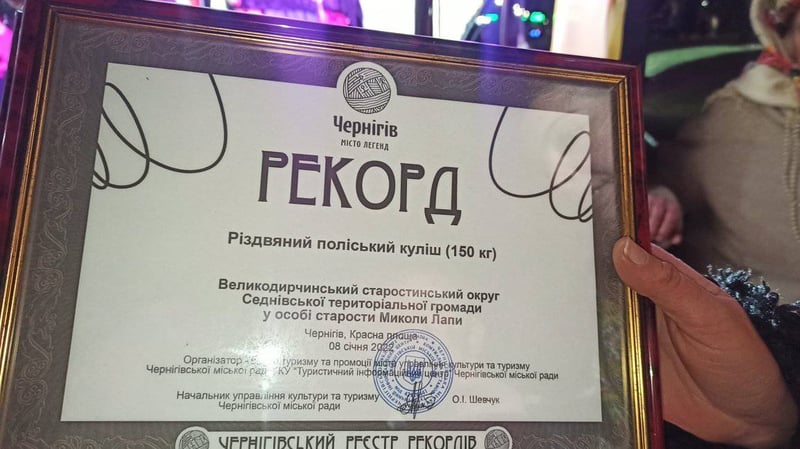 Чернігів
МІСТО ЛЕГЕНД
РЕКОРД
Різдвяний поліський куліш (150 кг)
Великодирчинський старостинський округ
Седнівської територіальної громади
у особі старости Миколи Лапи
Чернігів, Красна площа
08 січня 2022
Організатор - туризму та промоції міста управління культури та туризму
Чернігівської міської ради КУ "Туристичний інформаційний центр" Чернігівської міської ради
Начальник управління культури та туризму
Чернігівської міської ради
О.І. Шевчук
ЧЕРНІГІВСЬКИЙ РЕЄСТР РЕКОРДІВ